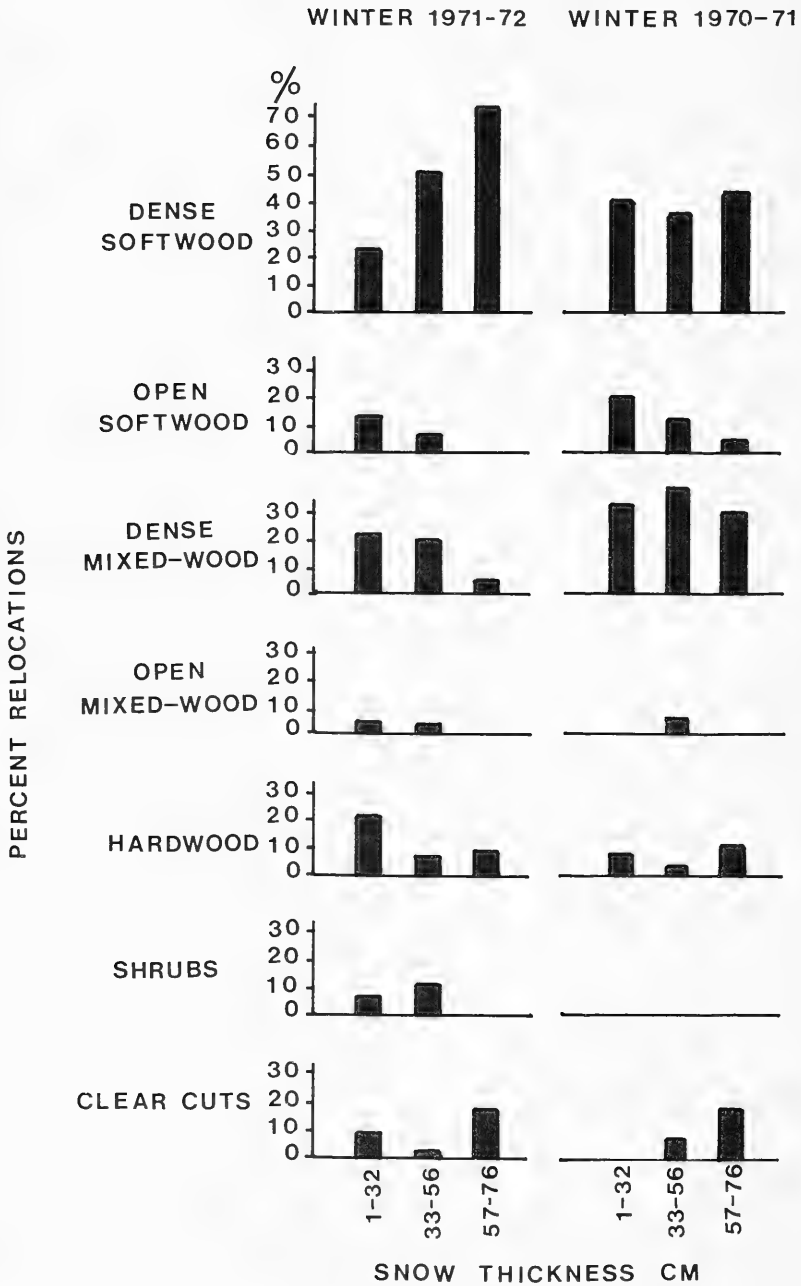 WINTER 1971-72 WINTER 1970-71
%
70
60
50
40
30
20
10
0
DENSE
SOFTWOOD
30
20
10
0
OPEN
SOFTWOOD
30
20
10
0
DENSE
MIXED-WOOD
30
20
10
0
OPEN
MIXED-WOOD
30
20
10
0
HARDWOOD
30
20
10
0
SHRUBS
30
20
10
0
CLEAR CUTS
PERCENT RELOCATIONS
1-32
33-56
57-76
1-32
33-56
57-76
SNOW THICKNESS CM